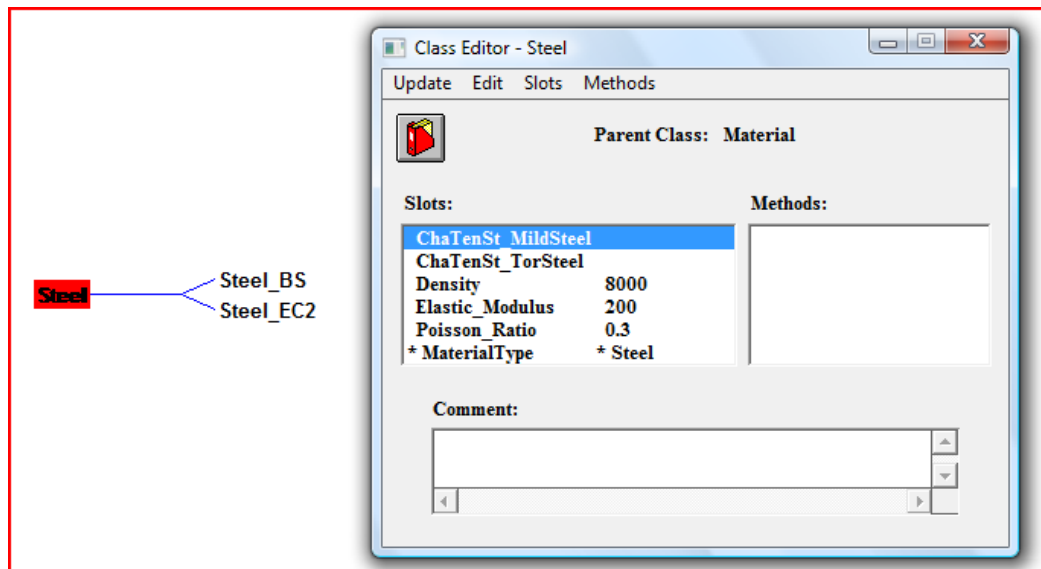 Class Editor - Steel
Update Edit Slots Methods
Parent Class: Material
Slots:
Methods:
ChaTenSt_MildSteel
ChaTenSt_TorSteel
Density 8000
Elastic_Modulus 200
Poisson_Ratio 0.3
* MaterialType * Steel
Comment:
Steel
Steel_BS
Steel_EC2